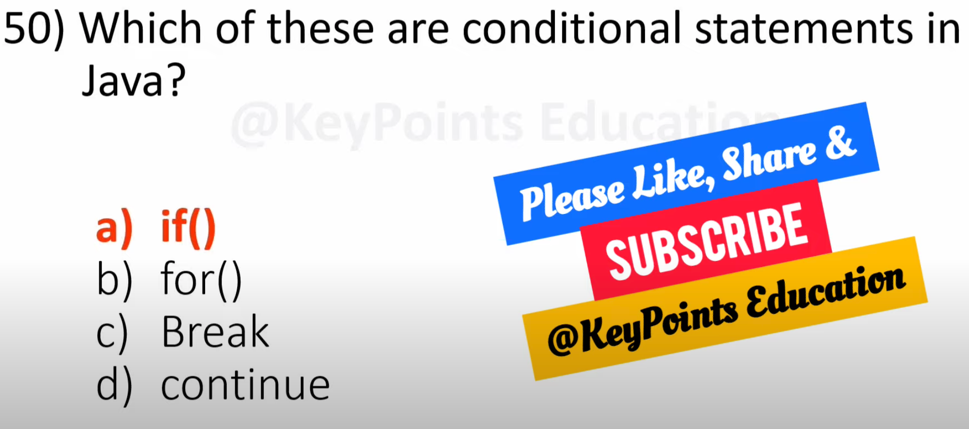 50) Which of these are conditional statements in
Java?
@KeyPoints Education
Please Like, Share &
SUBSCRIBE
@KeyPoints Education
a) if()
b) for()
c) Break
d) continue